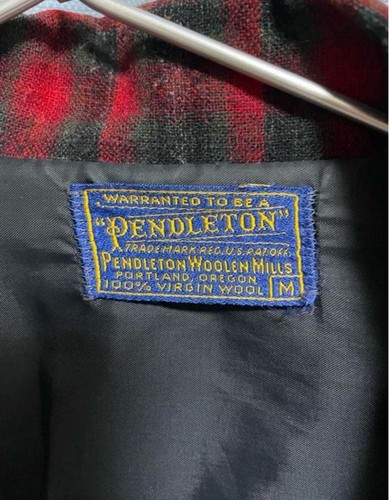 WARRANTED TO BE A
"PENDLETON"
TRADE MARK REG. U.S. PAT. OFF.
PENDLETON WOOLEN MILLS
PORTLAND, OREGON
100% VIRGIN WOOL M